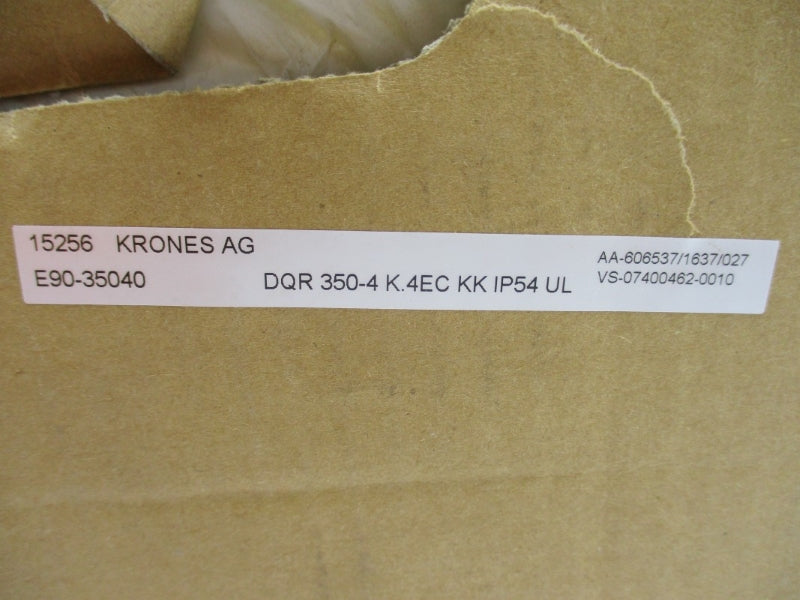 15256 KRONES AG
E90-35040
DQR 350-4 K.4EC KK IP54 UL
AA-606537/1637/027
VS-07400462-0010